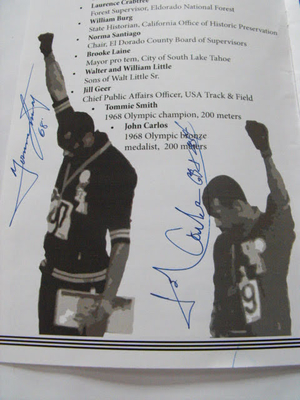 Laurence Crabtree
Forest Supervisor, Eldorado National Forest
• William Burg
State Historian, California Office of Historic Preservation
• Norma Santiago
Chair, El Dorado County Board of Supervisors
• Brooke Laine
Mayor pro tem, City of South Lake Tahoe
• Walter and William Little
Sons of Walt Little Sr.
• Jill Geer
Chief Public Affairs Officer, USA Track & Field
• Tommie Smith
1968 Olympic champion, 200 meters
• John Carlos
1968 Olympic bronze
medalist, 200 meters
68